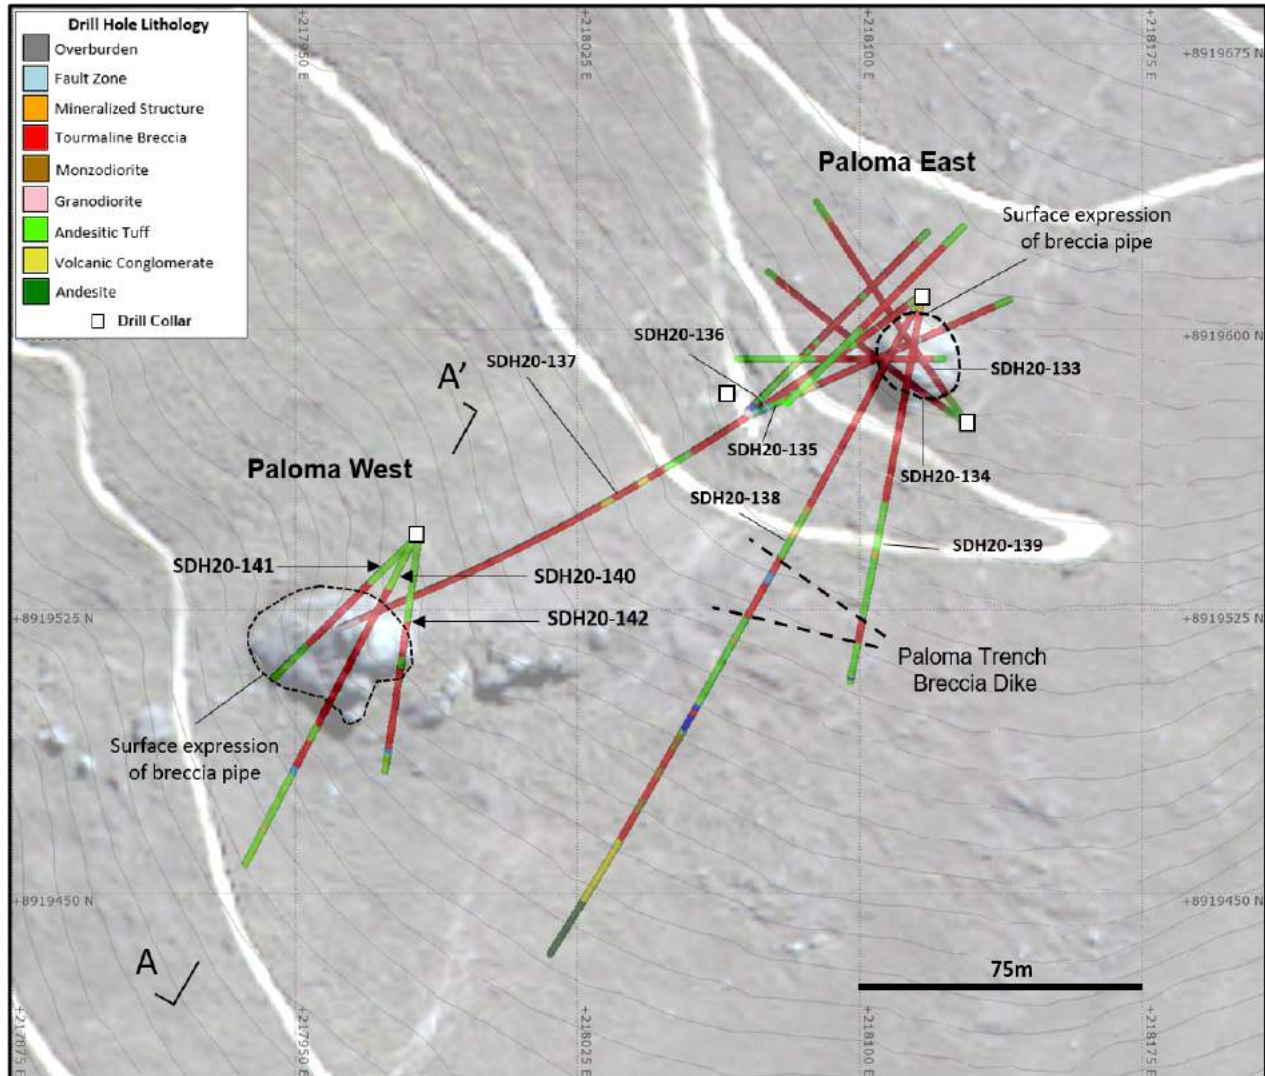 Drill Hole Lithology
Overburden
Fault Zone
Mineralized Structure
Tourmaline Breccia
Monzodiorite
Granodiorite
Andesitic Tuff
Volcanic Conglomerate
Andesite
Drill Collar
+217950 E
+218025 E
+218100 E
+218175 E
+8919675 N
Paloma East
Surface expression
of breccia pipe
SDH20-136
+8919600 N
SDH20-137
SDH20-133
A'
SDH20-135
Paloma West
SDH20-134
SDH20-138
SDH20-139
SDH20-141
SDH20-140
+8919525 N
SDH20-142
+8919525 N
Paloma Trench
Breccia Dike
Surface expression
of breccia pipe
+8919450 N
+8919450 N
A
75m
+217875 E
+217950 E
+218025 E
+218100 E
+218175 E